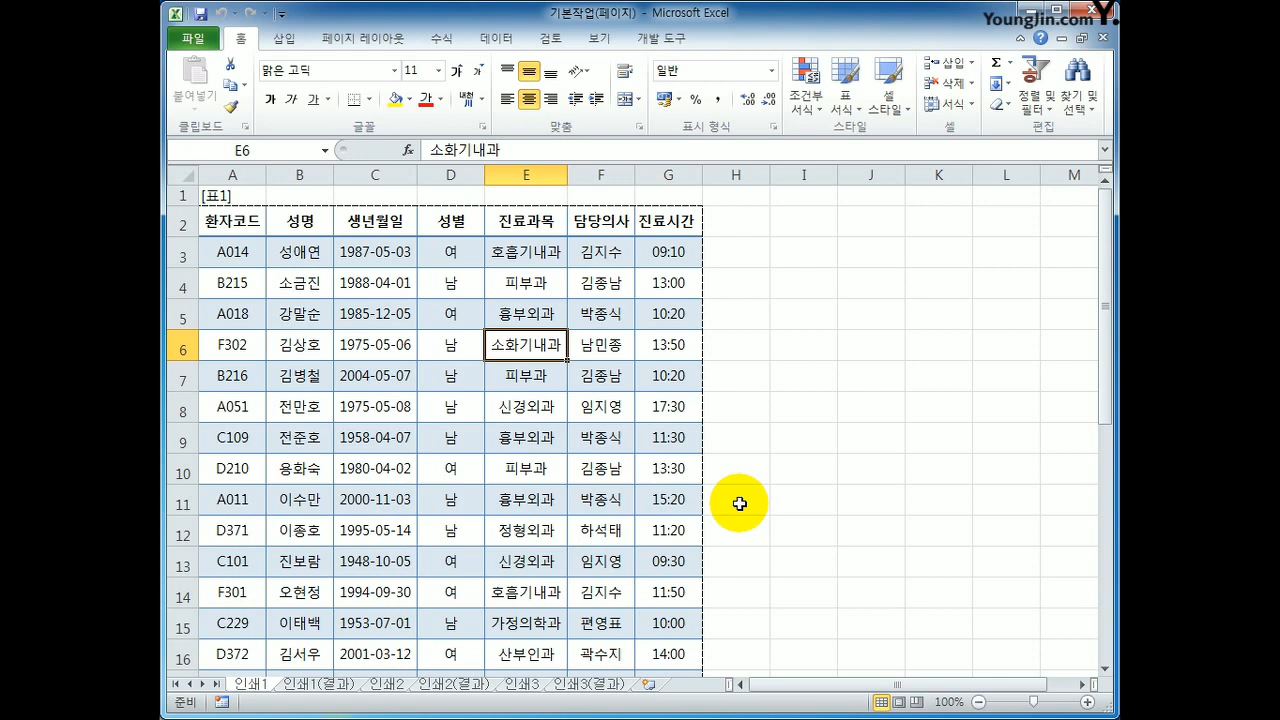 기본작업(페이지) - Microsoft Excel
YoungJin.com Y.
파일 홈 삽입 페이지 레이아웃 수식 데이터 검토 보기 개발 도구
붙여넣기
맑은 고딕 11
가 가 가
일반
조건부 서식
표 서식
셀 스타일
삽입
삭제
서식
정렬 및 필터
찾기 및 선택
클립보드 글꼴 맞춤 표시 형식 스타일 셀 편집
E6 fx 소화기내과
A B C D E F G H I J K L M
1 [표1]
2 환자코드 성명 생년월일 성별 진료과목 담당의사 진료시간
3 A014 성애연 1987-05-03 여 호흡기내과 김지수 09:10
4 B215 소금진 1988-04-01 남 피부과 김종남 13:00
5 A018 강말순 1985-12-05 여 흉부외과 박종식 10:20
6 F302 김상호 1975-05-06 남 소화기내과 남민종 13:50
7 B216 김병철 2004-05-07 남 피부과 김종남 10:20
8 A051 전만호 1975-05-08 남 신경외과 임지영 17:30
9 C109 전준호 1958-04-07 남 흉부외과 박종식 11:30
10 D210 용화숙 1980-04-02 여 피부과 김종남 13:30
11 A011 이수만 2000-11-03 남 흉부외과 박종식 15:20
12 D371 이종호 1995-05-14 남 정형외과 하석태 11:20
13 C101 진보람 1948-10-05 여 신경외과 임지영 09:30
14 F301 오현정 1994-09-30 여 호흡기내과 김지수 11:50
15 C229 이태백 1953-07-01 남 가정의학과 편영표 10:00
16 D372 김서우 2001-03-12 여 산부인과 곽수지 14:00
인쇄1 인쇄1(결과) 인쇄2 인쇄2(결과) 인쇄3 인쇄3(결과)
준비 100%